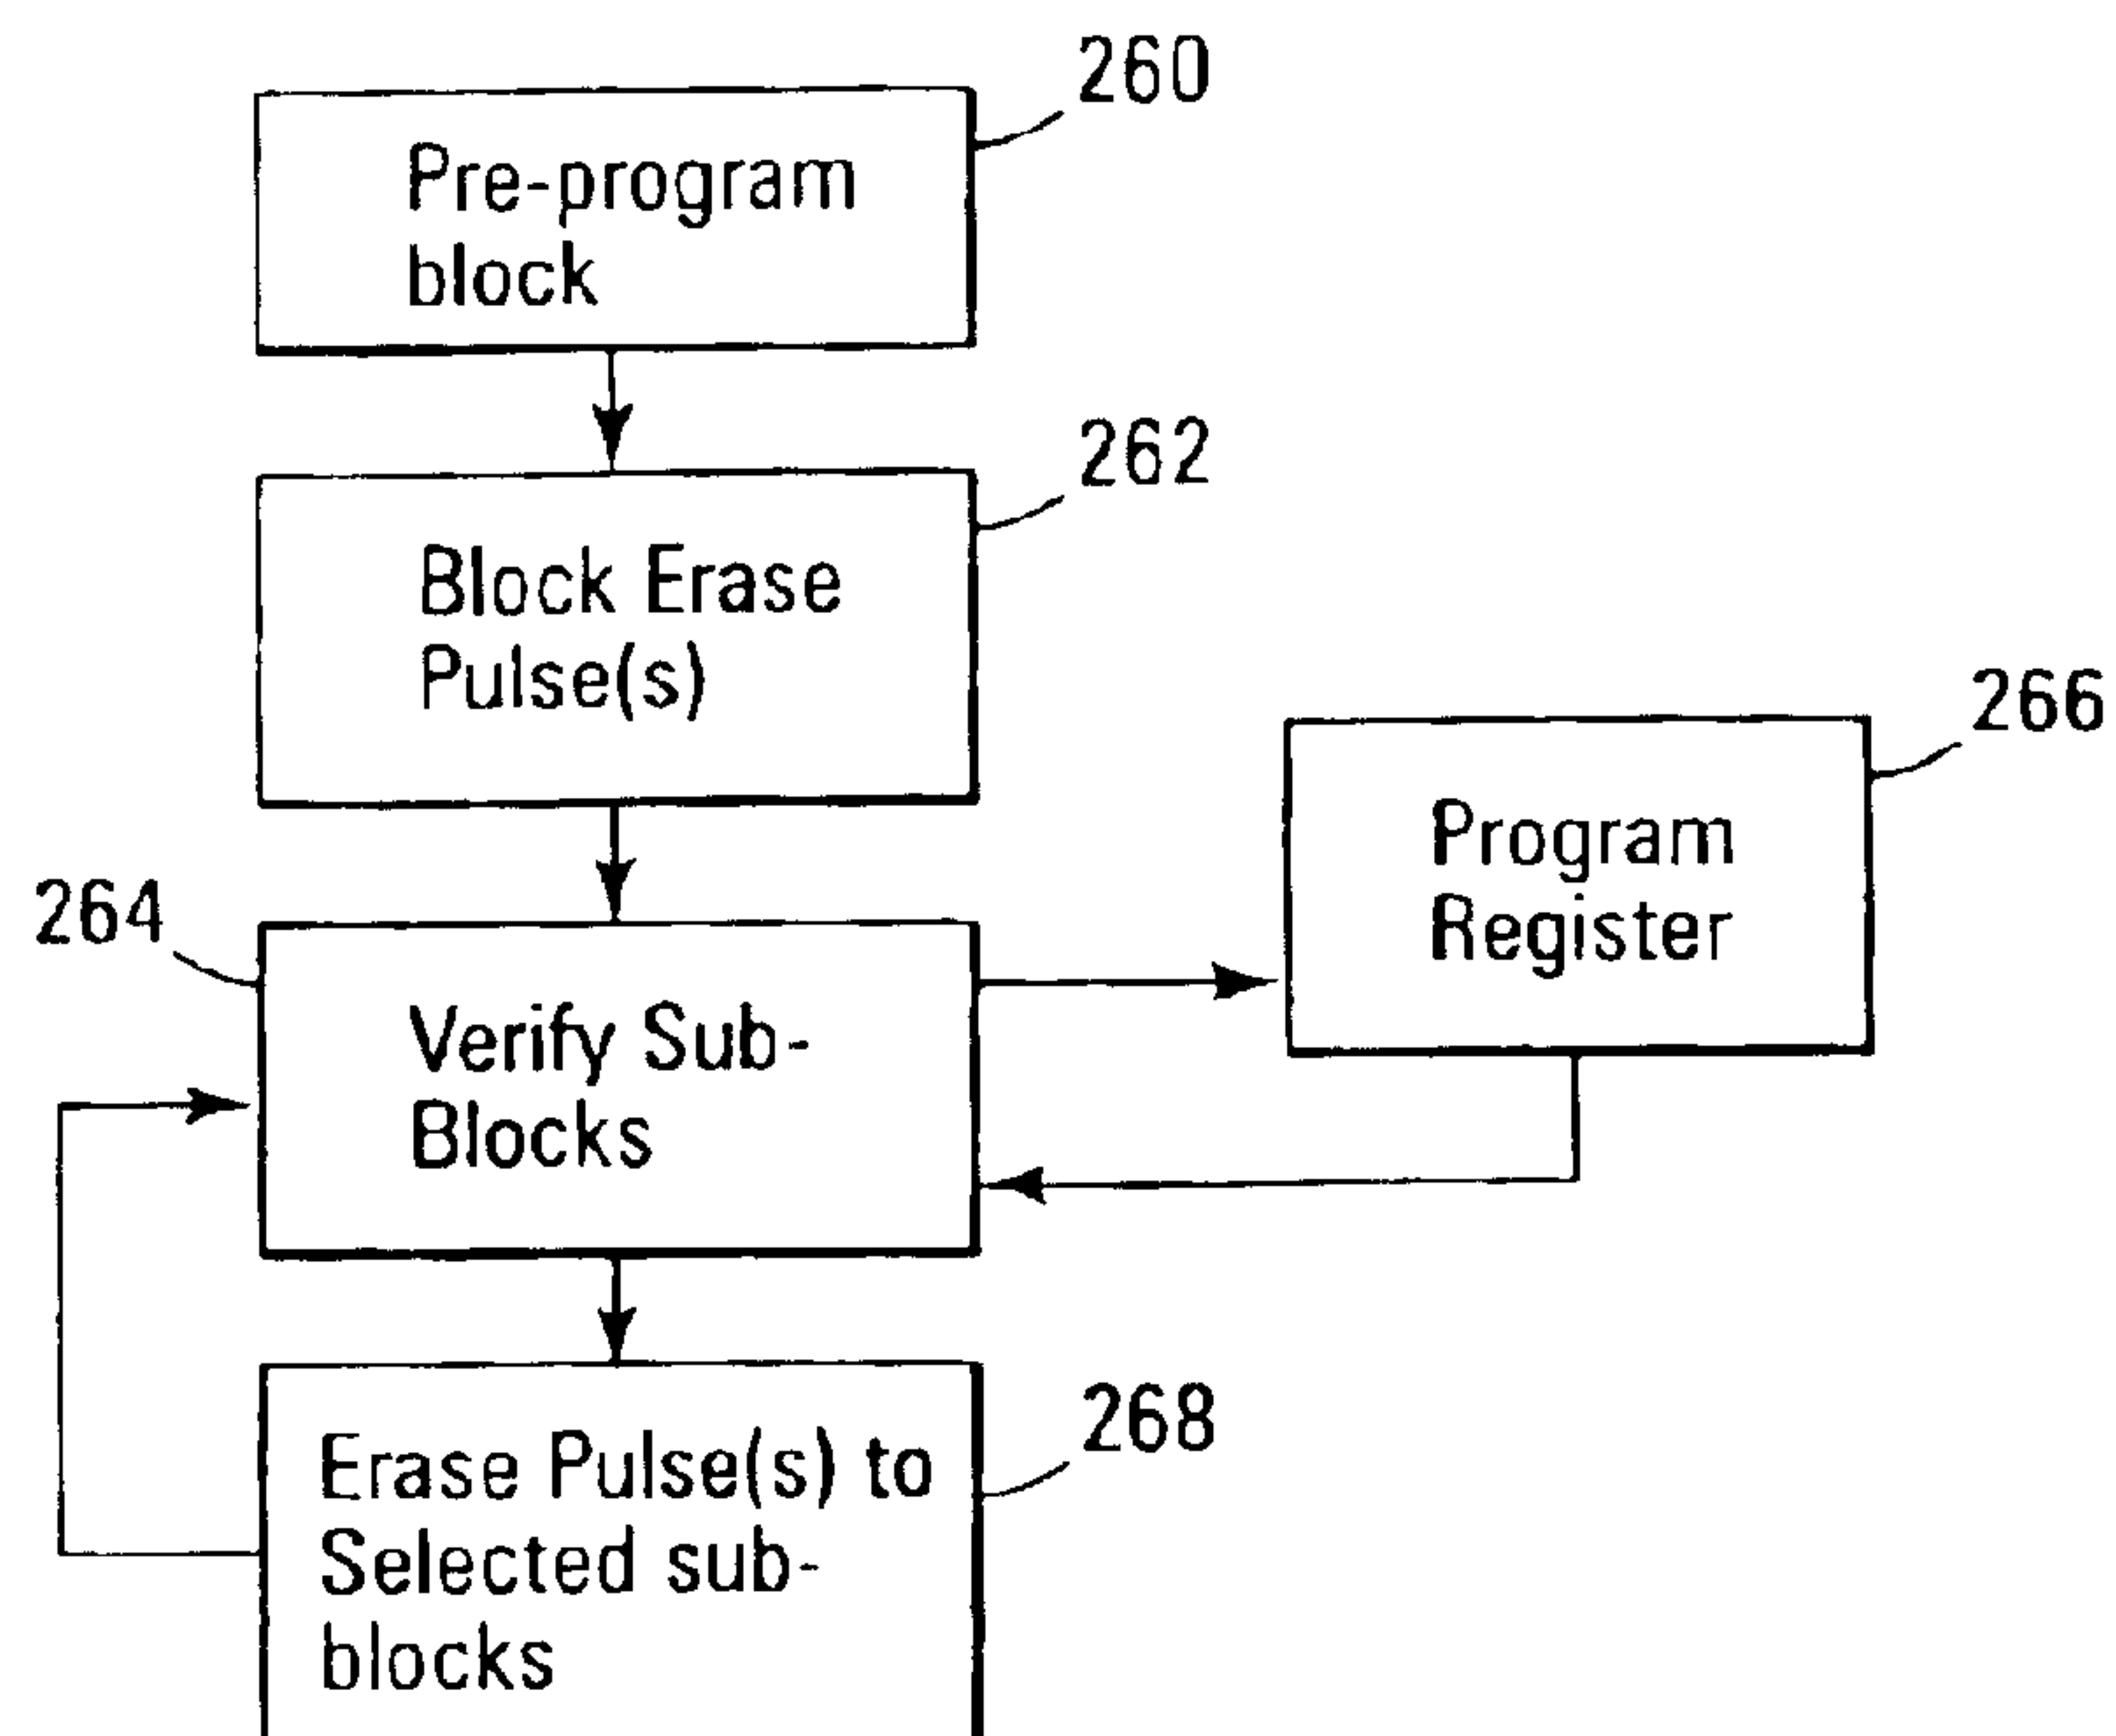 260
Pre-program
block
262
Block Erase
Pulse(s)
266
Program
Register
264
Verify Sub-
Blocks
268
Erase Pulse(s) to
Selected sub-
blocks